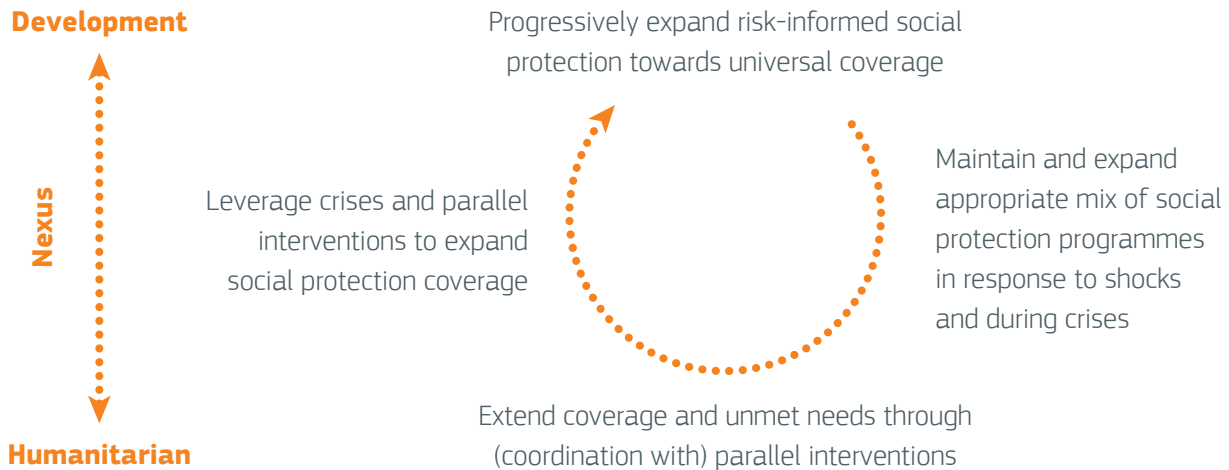 Development
Progressively expand risk-informed social
protection towards universal coverage
Nexus
Leverage crises and parallel
interventions to expand
social protection coverage
Maintain and expand
appropriate mix of social
protection programmes
in response to shocks
and during crises
Extend coverage and unmet needs through
(coordination with) parallel interventions
Humanitarian